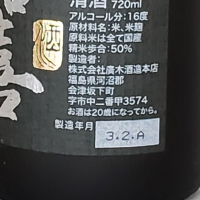 清酒 720ml
アルコール分：16度
原材料名：米、米麹
原料米は全て国産
精米歩合：50％
製造者：
株式会社廣木酒造本店
福島県河沼郡
会津坂下町
字市中二番甲3574
お酒は20歳になってから。
製造年月 3.2.A
喜